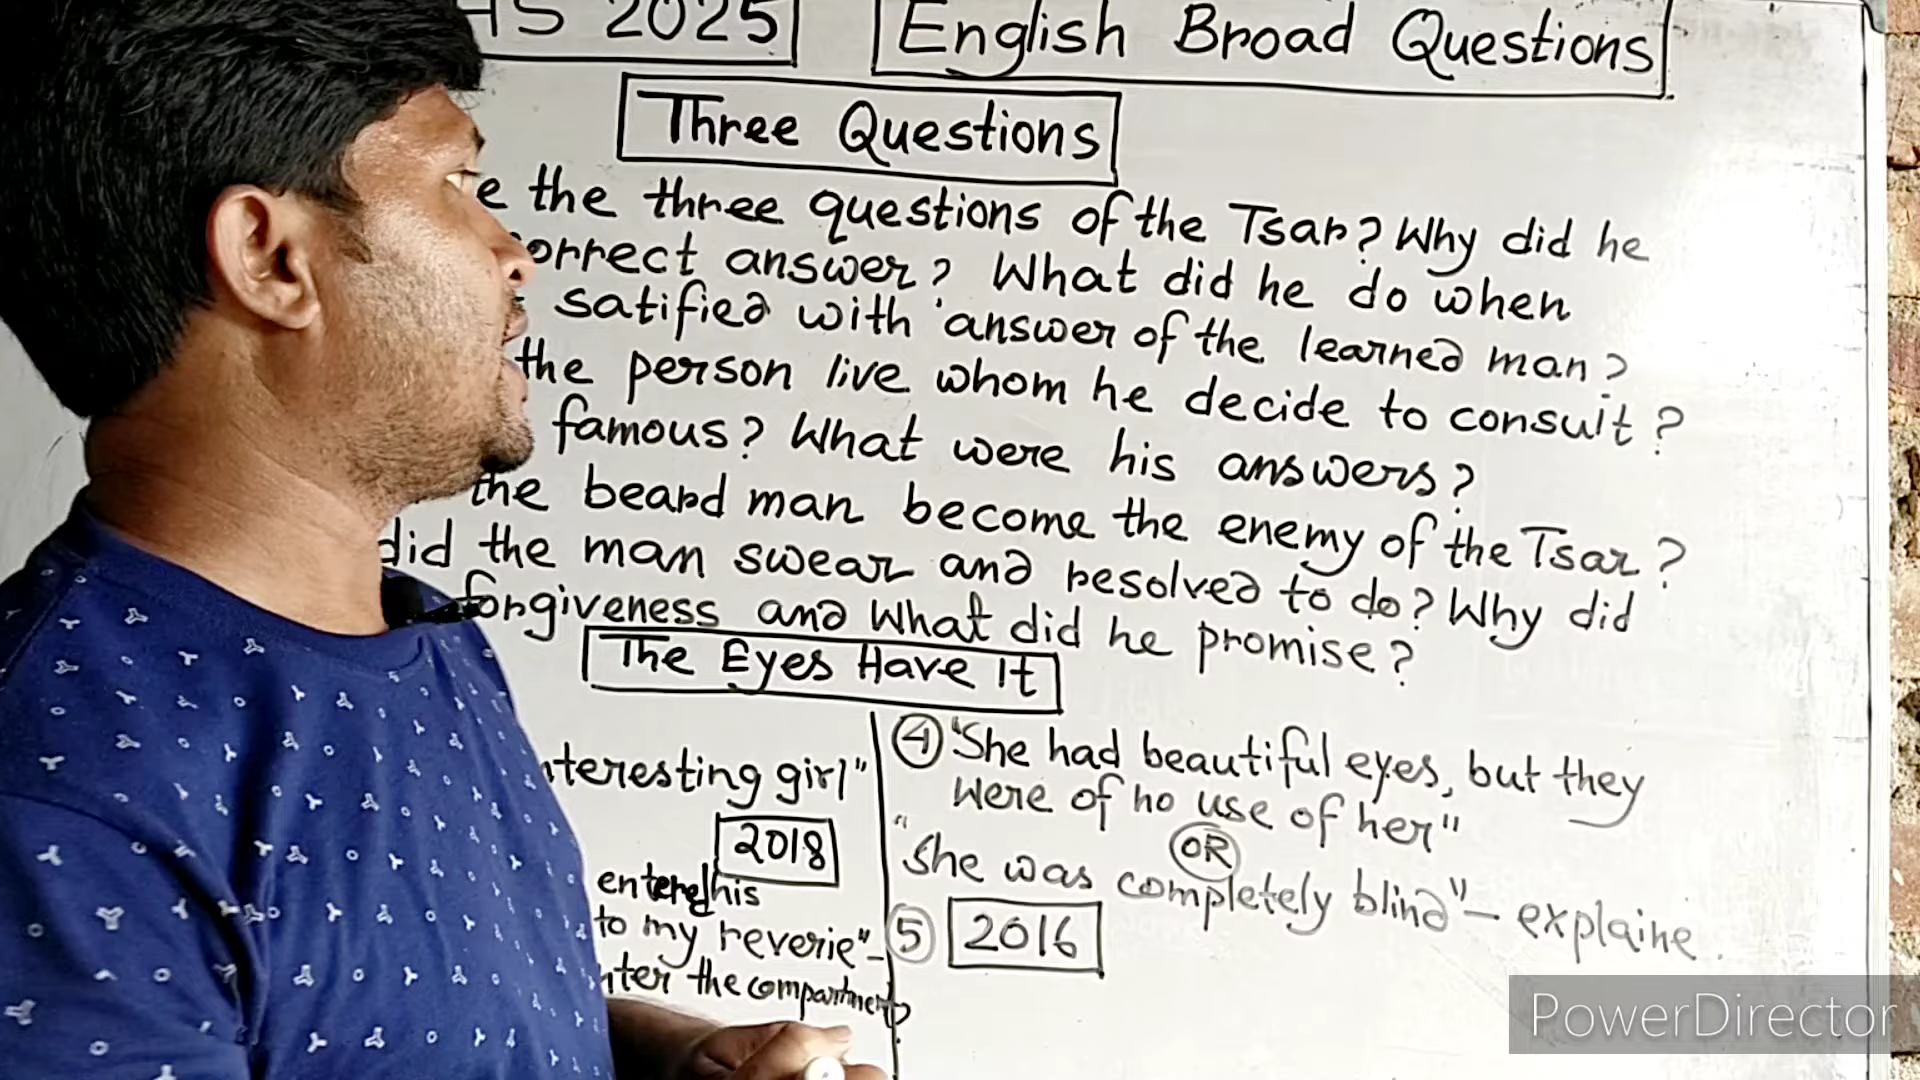 HS 2025
English Broad Questions
Three Questions
the three questions of the Tsar? Why did he
answer? What did he do when
satified with answer of the learned man?
the person live whom he decide to consult?
famous? What were his answers?
the beard man become the enemy of the Tsar?
did the man swear and resolved to do? Why did
forgiveness and what did he promise?
The Eyes Have It
nteresting girl"
2018
entered his
to my reverie" -
nter the compartment?
④ "She had beautiful eyes, but they
were of no use of her"
OR
"She was completely blind" - explaine.
⑤ 2016
PowerDirector